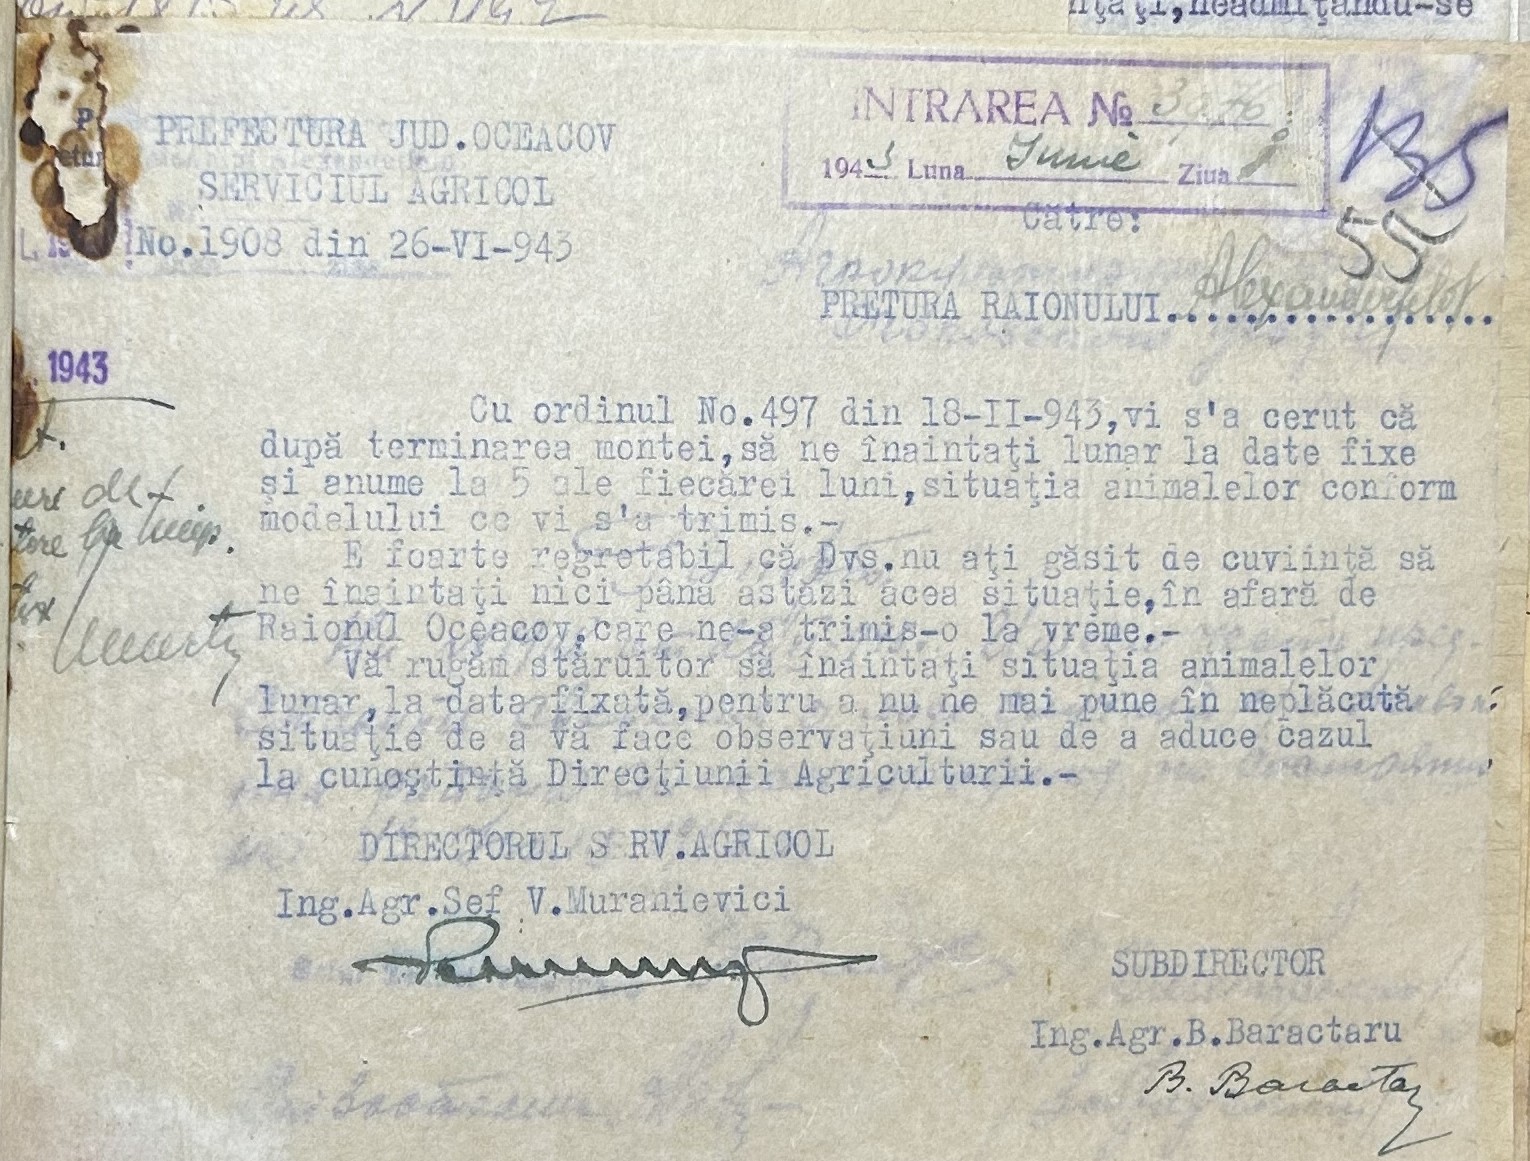 nţaţi,neadmiţându-se
INTRAREA №
1943 Luna Iunie Ziua
PREFECTURA JUD.OCEACOV
SERVICIUL AGRICOL
No.1908 din 26-VI-943
Către:
PRETURA RAIONULUI..................
1943
Cu ordinul No.497 din 18-II-943,vi s'a cerut că
după terminarea montei,să ne înaintaţi lunar la date fixe
şi anume la 5 ale fiecărei luni,situaţia animalelor conform
modelului ce vi s'a trimis.-
E foarte regretabil că Dvs.nu aţi găsit de cuviinţă să
ne înaintaţi nici până astăzi acea situaţie,în afară de
Raionul Oceacov,care ne-a trimis-o la vreme.-
Vă rugăm stăruitor să înaintaţi situaţia animalelor
lunar,la data fixată,pentru a nu ne mai pune în neplăcută
situaţie de a vă face observaţiuni sau de a aduce cazul
la cunoştinţă Direcţiunii Agriculturii.-
DIRECTORUL S RV.AGRICOL
Ing.Agr.Sef V.Muranievici
SUBDIRECTOR
Ing.Agr.B.Baractaru
B. Baractaru